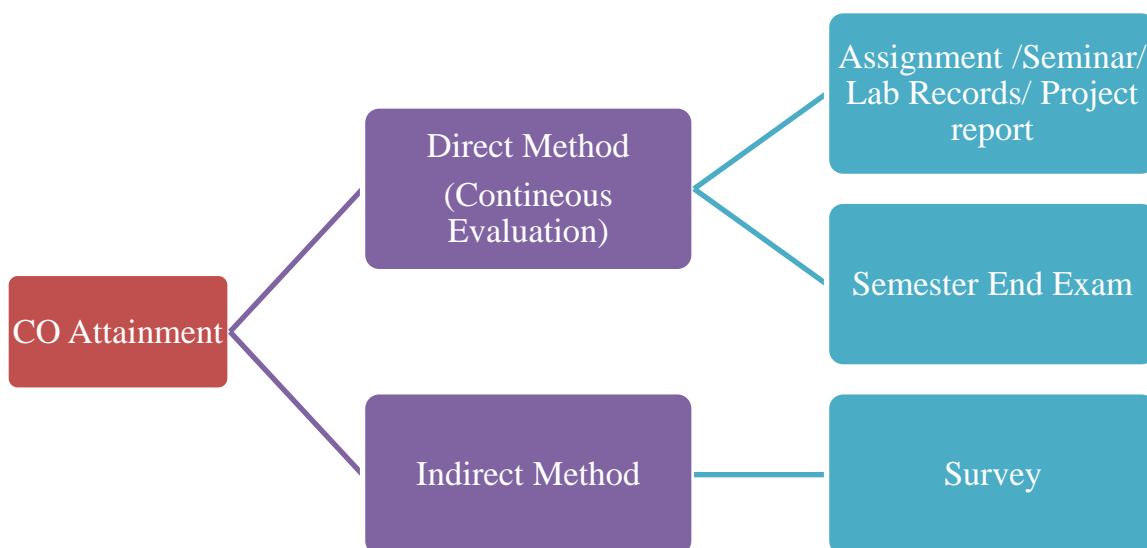 CO Attainment
Direct Method
(Contineous
Evaluation)
Indirect Method
Assignment /Seminar/
Lab Records/ Project
report
Semester End Exam
Survey